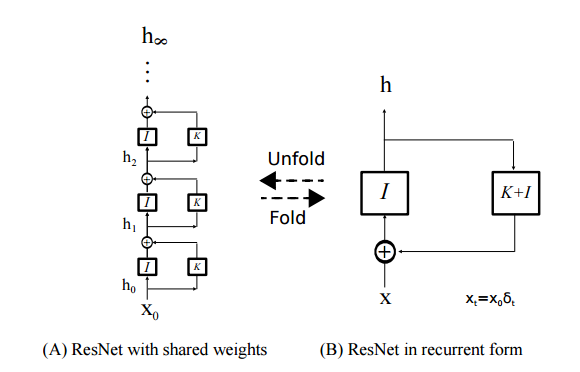 h∞
I
K
h₂
I
K
h₁
I
K
h₀
x₀
Unfold
Fold
h
I
K+I
x
xₜ=x₀δₜ
(A) ResNet with shared weights
(B) ResNet in recurrent form